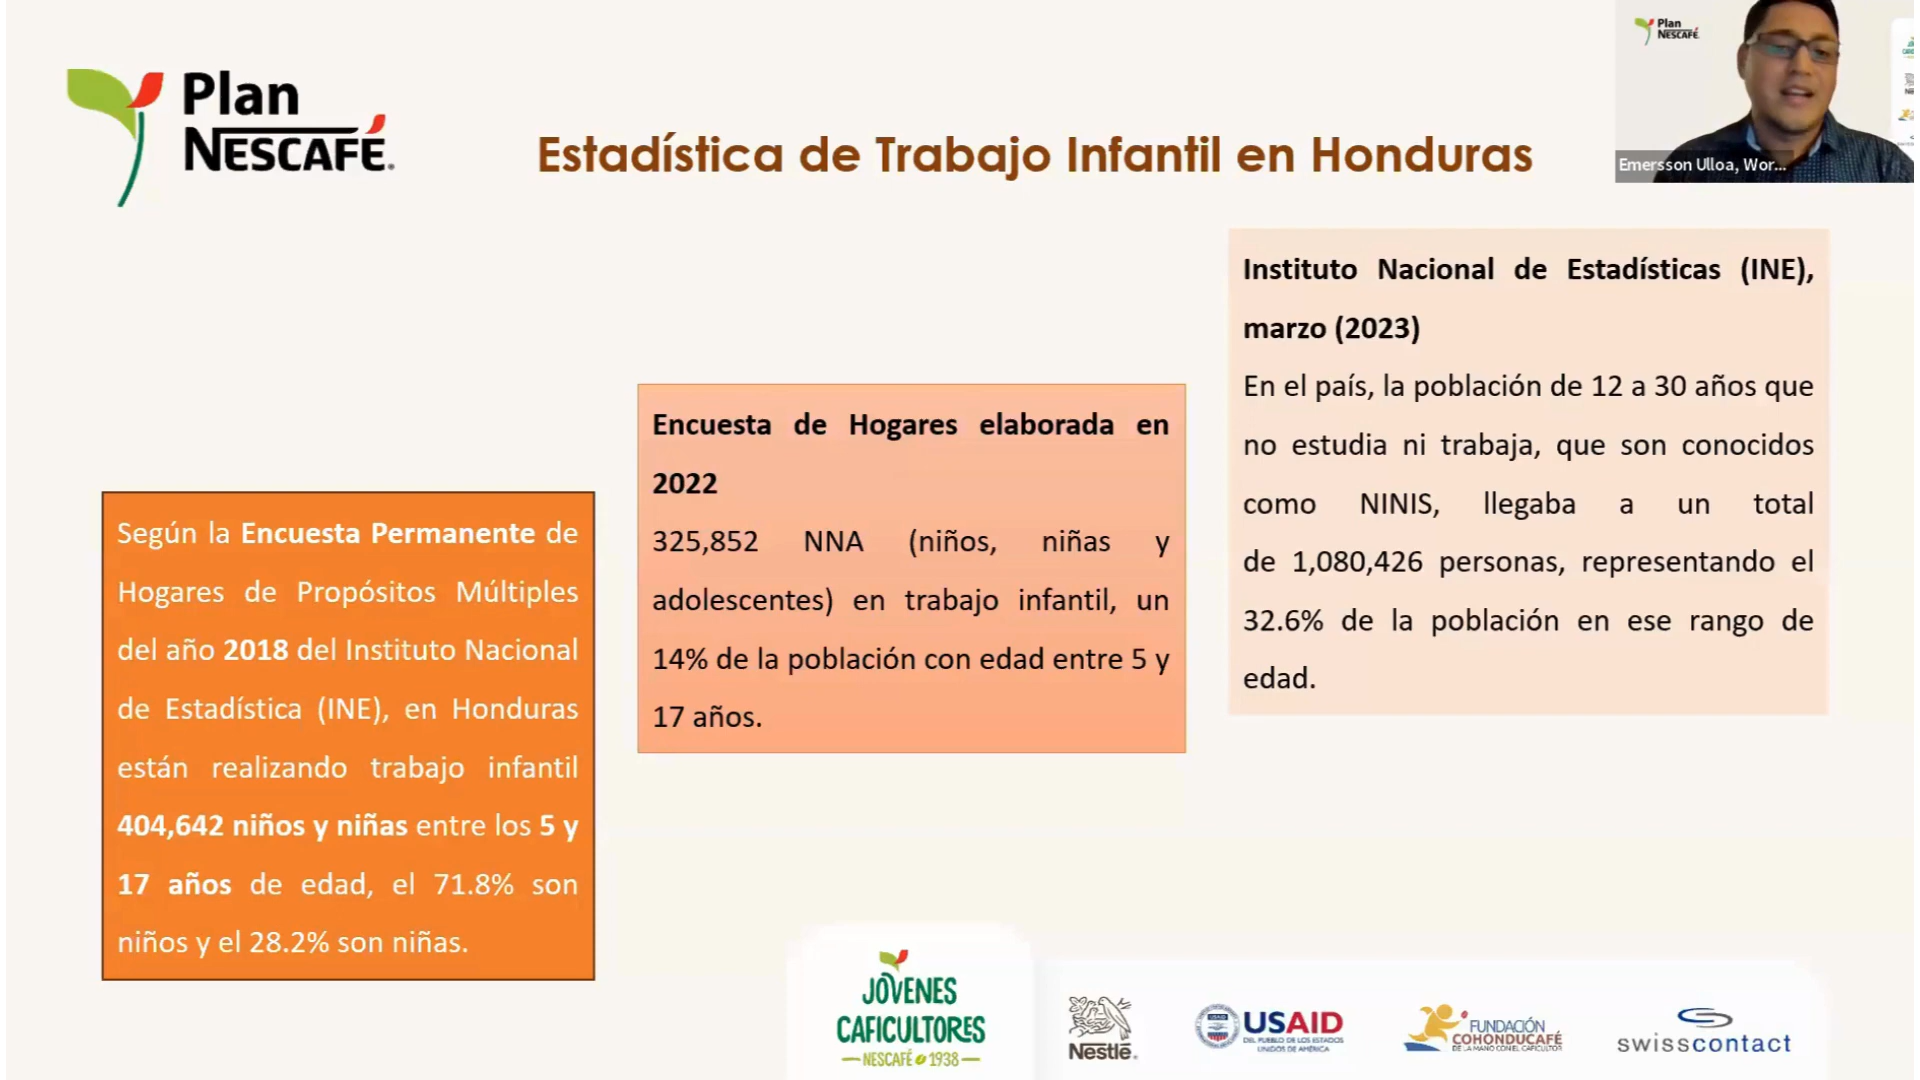 Plan
NESCAFÉ.
Estadística de Trabajo Infantil en Honduras
Plan
NESCAFÉ
Emersson Ulloa, Wor...
Según la Encuesta Permanente de
Hogares de Propósitos Múltiples
del año 2018 del Instituto Nacional
de Estadística (INE), en Honduras
están realizando trabajo infantil
404,642 niños y niñas entre los 5 y
17 años de edad, el 71.8% son
niños y el 28.2% son niñas.
Encuesta de Hogares elaborada en
2022
325,852 NNA (niños, niñas y
adolescentes) en trabajo infantil, un
14% de la población con edad entre 5 y
17 años.
Instituto Nacional de Estadísticas (INE),
marzo (2023)
En el país, la población de 12 a 30 años que
no estudia ni trabaja, que son conocidos
como NINIS, llegaba a un total
de 1,080,426 personas, representando el
32.6% de la población en ese rango de
edad.
JÓVENES
CAFICULTORES
NESCAFÉ 1938
Nestlé.
USAID
DEL PUEBLO DE LOS ESTADOS
UNIDOS DE AMÉRICA
FUNDACIÓN
COHONDUCAFÉ
DE LA MANO CON EL CAFICULTOR
swisscontact